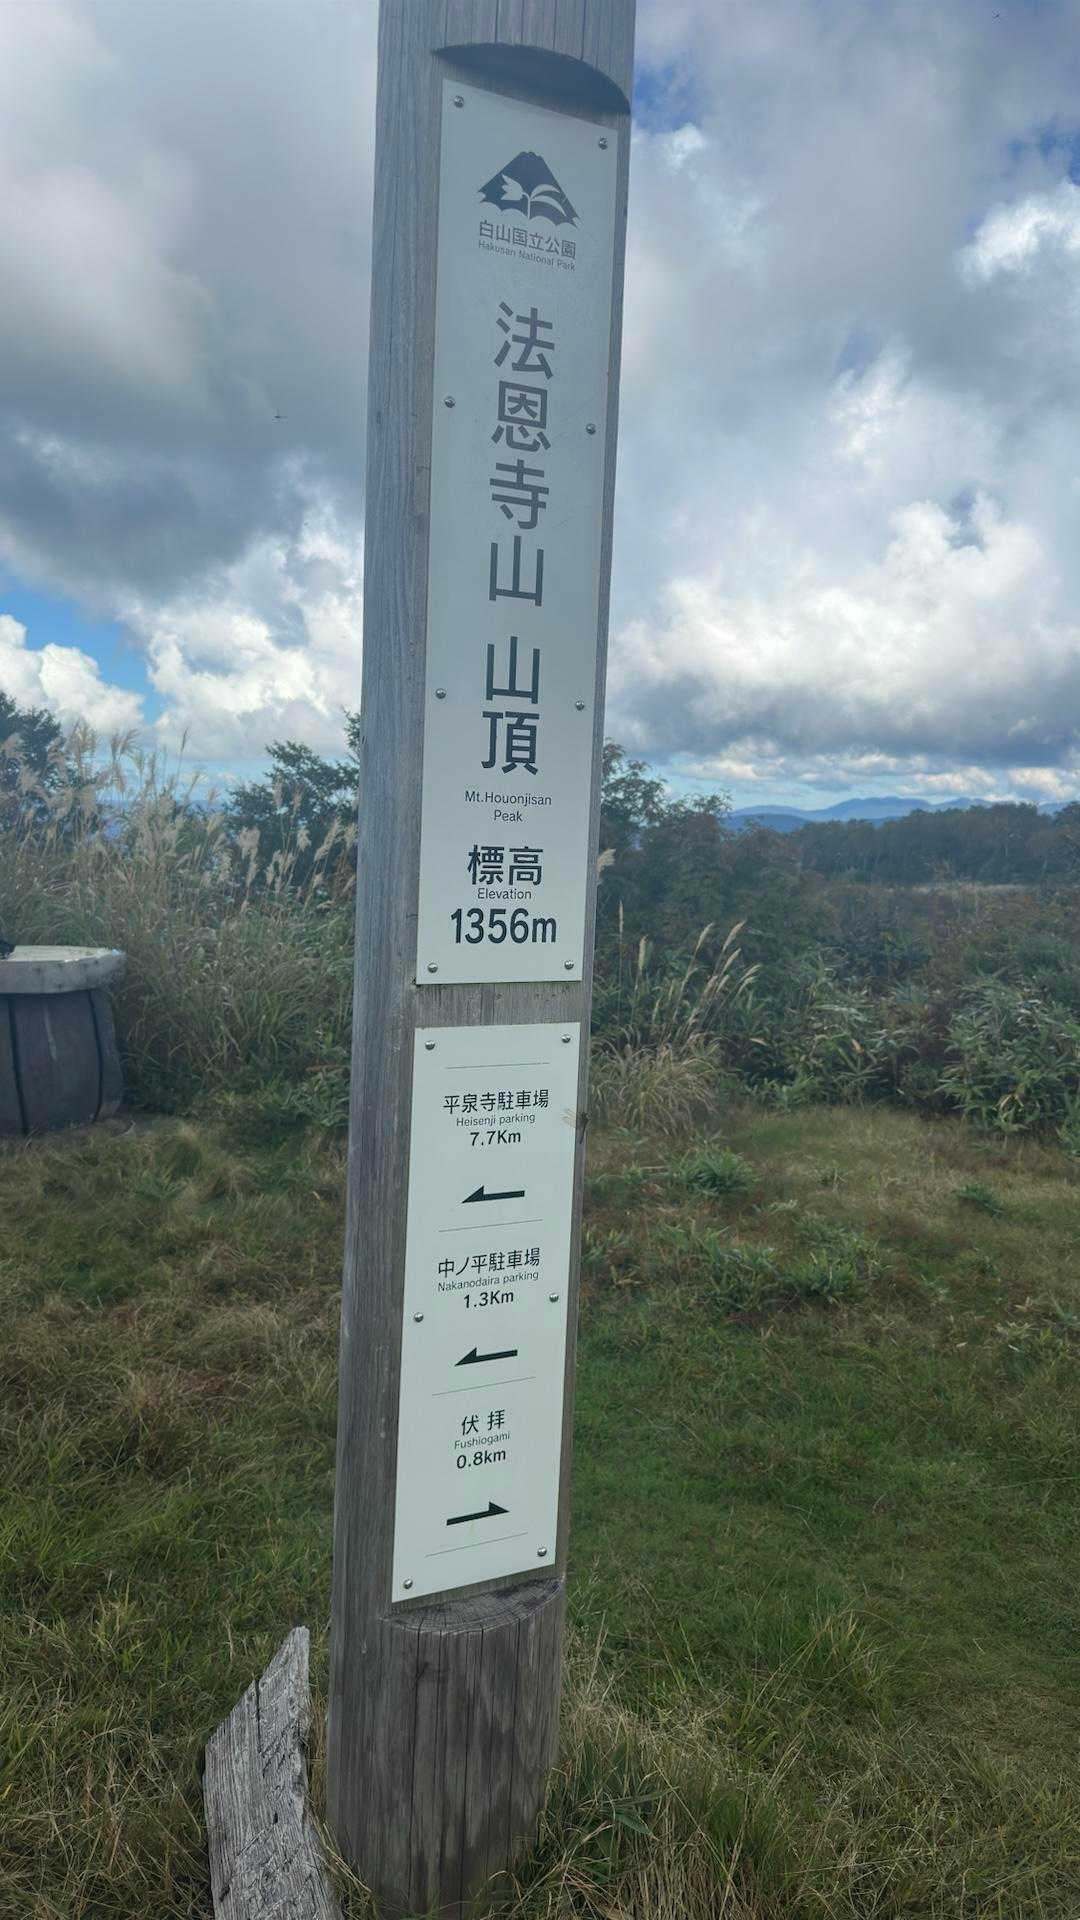 白山国立公園
Hakusan National Park
法恩寺山 山頂
Mt.Houonjisan
Peak
標高
Elevation
1356m
平泉寺駐車場
Heisenji parking
7.7Km
中ノ平駐車場
Nakanodaira parking
1.3Km
伏拝
Fushiogami
0.8km